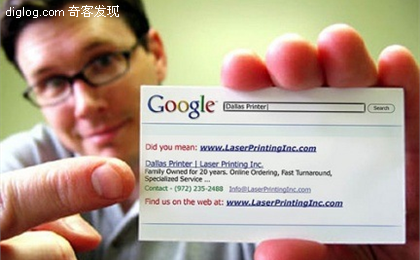 diglog.com 奇客发现
Google™ Dallas Printer Search
Did you mean: www.LaserPrintingInc.com
Dallas Printer | Laser Printing Inc.
Family Owned for 20 years. Online Ordering, Fast Turnaround,
Specialized Service ...
Contact - (972) 235-2488 Info@LaserPrintingInc.com
Find us on the web at: www.LaserPrintingInc.com